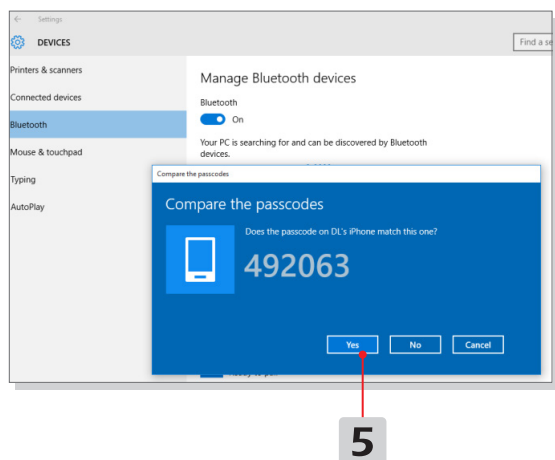 Settings
DEVICES
Find a se
Printers & scanners
Connected devices
Bluetooth
Mouse & touchpad
Typing
AutoPlay
Manage Bluetooth devices
Bluetooth
On
Your PC is searching for and can be discovered by Bluetooth
devices.
Compare the passcodes
Compare the passcodes
Does the passcode on DL's iPhone match this one?
492063
Yes
No
Cancel
5